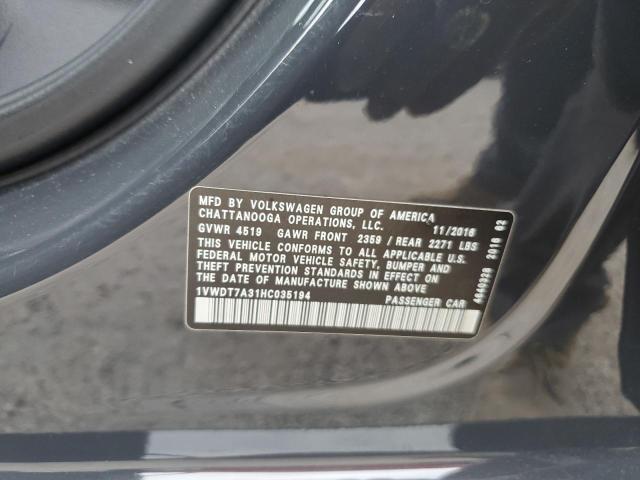 MFD BY VOLKSWAGEN GROUP OF AMERICA
CHATTANOOGA OPERATIONS, LLC. 11/2016
GVWR 4519 GAWR FRONT 2359 / REAR 2271 LBS
THIS VEHICLE CONFORMS TO ALL APPLICABLE U.S.
FEDERAL MOTOR VEHICLE SAFETY, BUMPER AND
THEFT PREVENTION STANDARDS IN EFFECT ON
THE DATE OF MANUFACTURE SHOWN ABOVE
1VWDT7A31HC035194 PASSENGER CAR